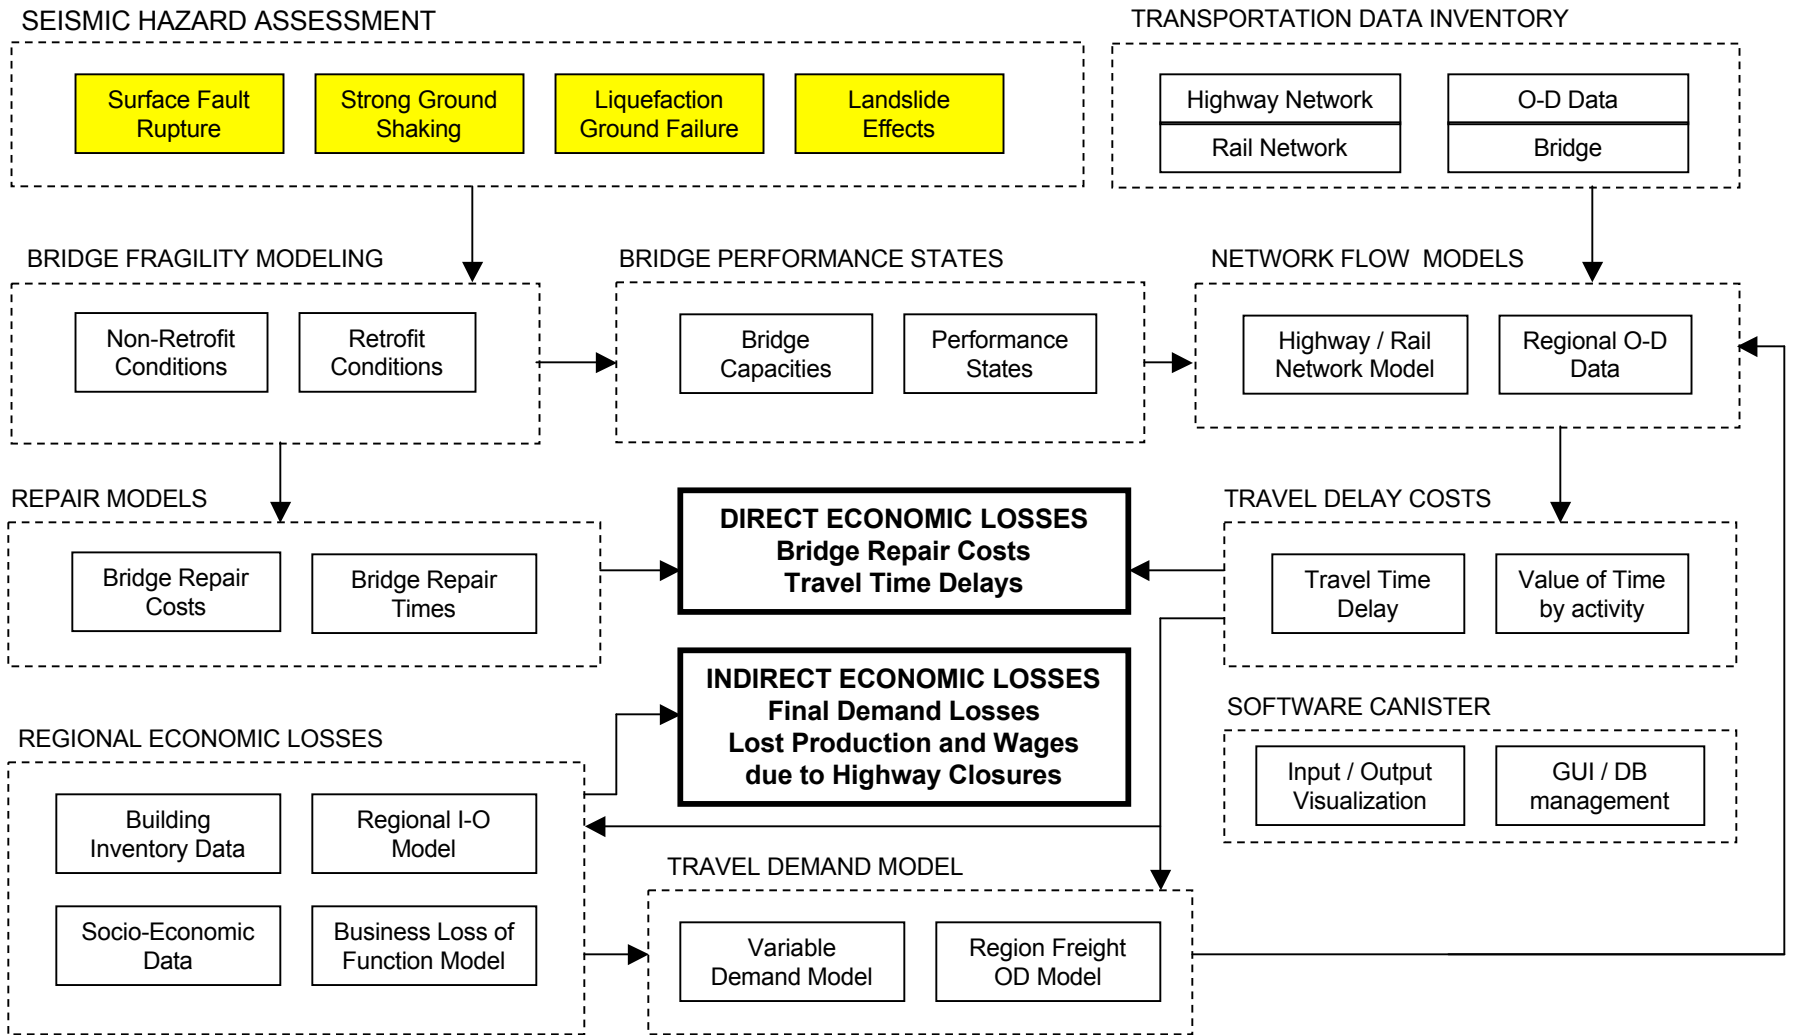 SEISMIC HAZARD ASSESSMENT
Surface Fault
Rupture
Strong Ground
Shaking
Liquefaction
Ground Failure
Landslide
Effects
TRANSPORTATION DATA INVENTORY
Highway Network
Rail Network
O-D Data
Bridge
BRIDGE FRAGILITY MODELING
Non-Retrofit
Conditions
Retrofit
Conditions
BRIDGE PERFORMANCE STATES
Bridge
Capacities
Performance
States
NETWORK FLOW MODELS
Highway / Rail
Network Model
Regional O-D
Data
REPAIR MODELS
Bridge Repair
Costs
Bridge Repair
Times
DIRECT ECONOMIC LOSSES
Bridge Repair Costs
Travel Time Delays
TRAVEL DELAY COSTS
Travel Time
Delay
Value of Time
by activity
INDIRECT ECONOMIC LOSSES
Final Demand Losses
Lost Production and Wages
due to Highway Closures
SOFTWARE CANISTER
Input / Output
Visualization
GUI / DB
management
REGIONAL ECONOMIC LOSSES
Building
Inventory Data
Regional I-O
Model
Socio-Economic
Data
Business Loss of
Function Model
TRAVEL DEMAND MODEL
Variable
Demand Model
Region Freight
OD Model